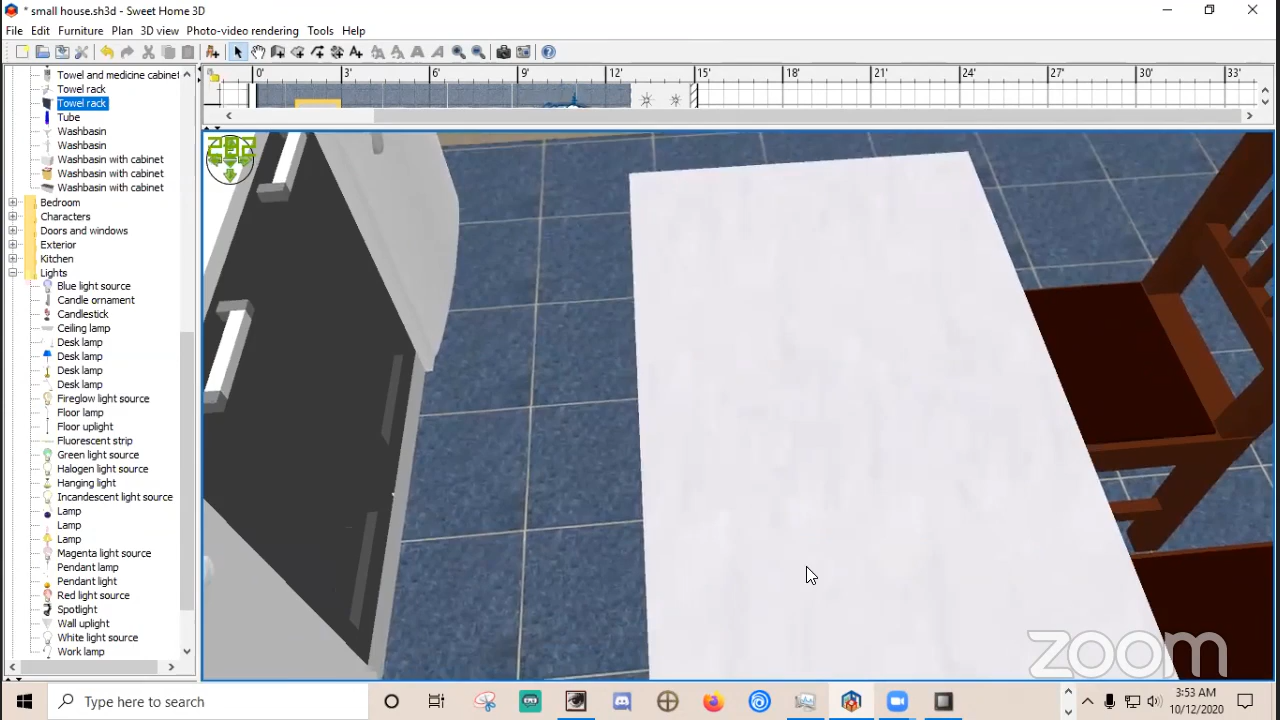 * small house.sh3d - Sweet Home 3D
File Edit Furniture Plan 3D view Photo-video rendering Tools Help
0' 3' 6' 9' 12' 15' 18' 21' 24' 27' 30' 33'
Towel and medicine cabinet
Towel rack
Towel rack
Tube
Washbasin
Washbasin
Washbasin with cabinet
Washbasin with cabinet
Washbasin with cabinet
Bedroom
Characters
Doors and windows
Exterior
Kitchen
Lights
Blue light source
Candle ornament
Candlestick
Ceiling lamp
Desk lamp
Desk lamp
Desk lamp
Desk lamp
Fireglow light source
Floor lamp
Floor uplight
Fluorescent strip
Green light source
Halogen light source
Hanging light
Incandescent light source
Lamp
Lamp
Lamp
Magenta light source
Pendant lamp
Pendant light
Red light source
Spotlight
Wall uplight
White light source
Work lamp
zoom
Type here to search
3:53 AM
10/12/2020